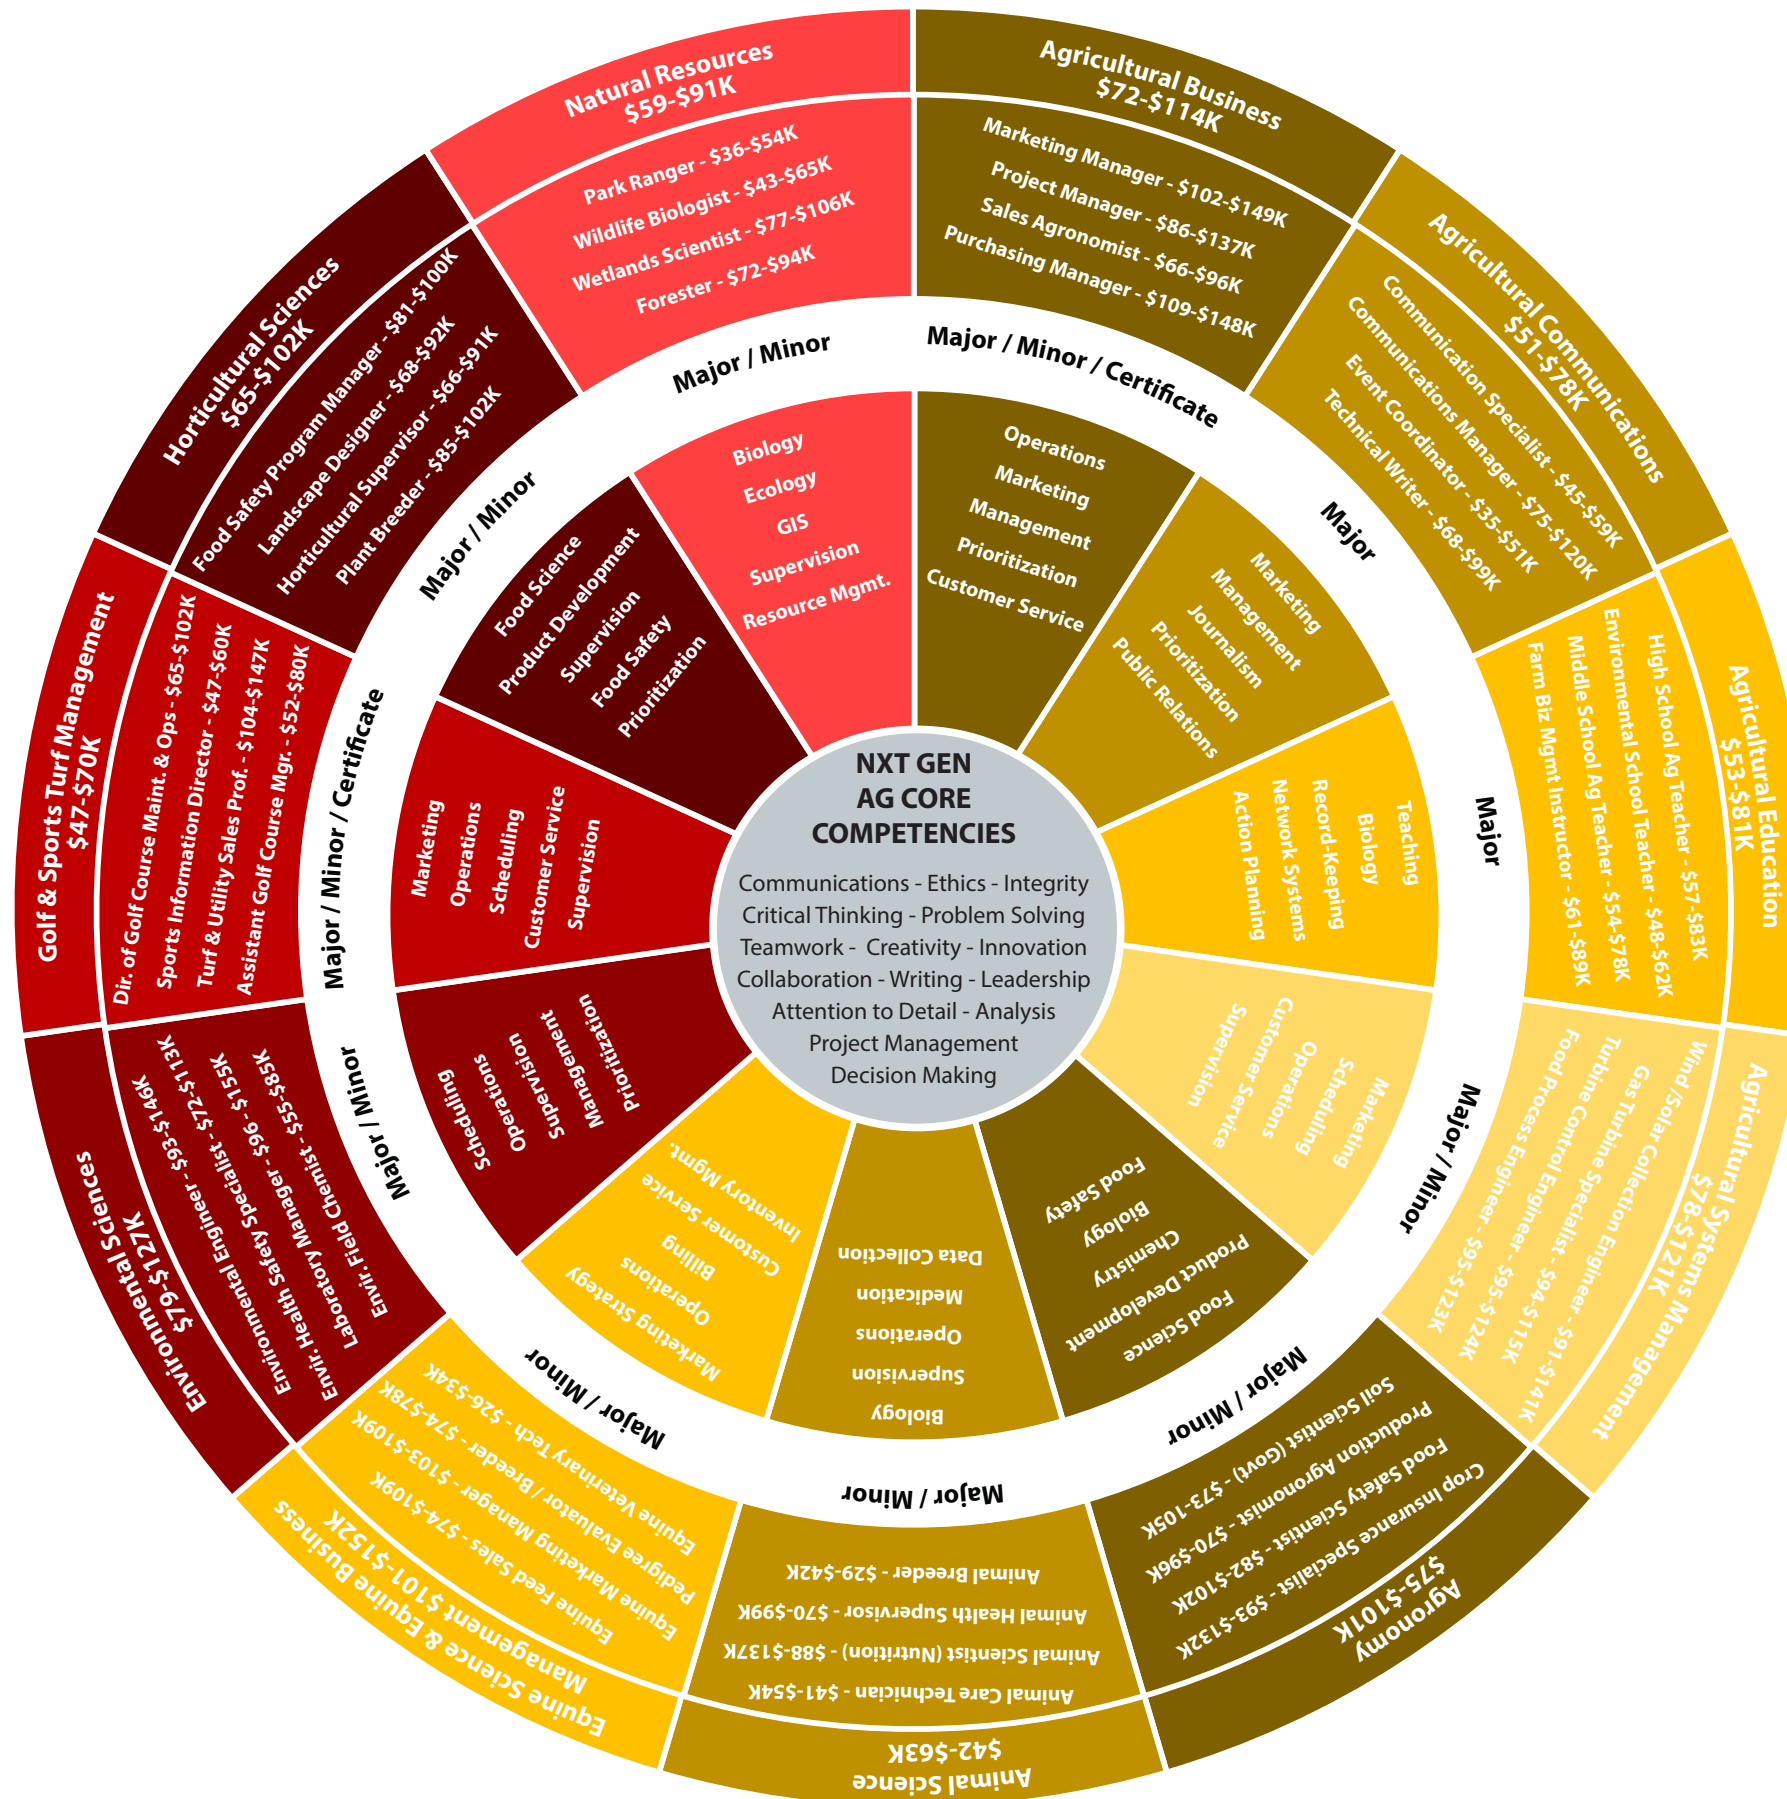 Natural Resources
$59-$91K
Park Ranger - $36-$54K
Wildlife Biologist - $43-$65K
Wetlands Scientist - $77-$106K
Forester - $72-$94K
Major / Minor
Biology
Ecology
GIS
Supervision
Resource Mgmt.
Agricultural Business
$72-$114K
Marketing Manager - $102-$149K
Project Manager - $86-$137K
Sales Agronomist - $66-$96K
Purchasing Manager - $109-$148K
Major / Minor / Certificate
Operations
Marketing
Management
Prioritization
Customer Service
Agricultural Communications
$51-$78K
Communication Specialist - $45-$59K
Communications Manager - $75-$120K
Event Coordinator - $35-$51K
Technical Writer - $68-$99K
Major
Marketing
Management
Journalism
Prioritization
Public Relations
Agricultural Education
$53-$81K
High School Ag Teacher - $57-$83K
Environmental School Teacher - $48-$62K
Middle School Ag Teacher - $54-$78K
Farm Biz Mgmt Instructor - $61-$89K
Major
Teaching
Biology
Record-Keeping
Network Systems
Action Planning
Agricultural Systems Management
$78-$121K
Wind/Solar Collection Engineer - $91-$141K
Gas Turbine Specialist - $94-$115K
Turbine Control Engineer - $95-$124K
Food Process Engineer - $95-$123K
Major / Minor
Marketing
Scheduling
Operations
Customer Service
Supervision
Agronomy
$75-$101K
Crop Insurance Specialist - $93-$132K
Food Safety Scientist - $82-$102K
Production Agronomist - $70-$96K
Soil Scientist (Govt) - $73-105K
Major / Minor
Food Science
Product Development
Chemistry
Biology
Food Safety
Animal Science
$42-$63K
Animal Care Technician - $41-$54K
Animal Scientist (Nutrition) - $88-$137K
Animal Health Supervisor - $70-$99K
Animal Breeder - $29-$42K
Major / Minor
Biology
Supervision
Operations
Medication
Data Collection
Equine Science & Equine Business
Management $101-$152K
Equine Feed Sales - $74-$109K
Equine Marketing Manager - $103-$109K
Pedigree Evaluator / Breeder - $74-$78K
Equine Veterinary Tech - $26-$34K
Major / Minor
Marketing Strategy
Operations
Billing
Customer Service
Inventory Mgmt.
Environmental Sciences
$79-$127K
Environmental Engineer - $93-$146K
Envir. Health Safety Specialist - $72-$113K
Laboratory Manager - $96 - $155K
Envir. Field Chemist - $55-$85K
Major / Minor
Scheduling
Operations
Supervision
Management
Prioritization
Golf & Sports Turf Management
$47-$70K
Dir. of Golf Course Maint. & Ops - $65-$102K
Sports Information Director - $47-$60K
Turf & Utility Sales Prof. - $104-$147K
Assistant Golf Course Mgr. - $52-$80K
Major / Minor / Certificate
Marketing
Operations
Scheduling
Customer Service
Supervision
Horticultural Sciences
$65-$102K
Food Safety Program Manager - $81-$100K
Landscape Designer - $68-$92K
Horticultural Supervisor - $66-$91K
Plant Breeder - $85-$102K
Major / Minor
Food Science
Product Development
Supervision
Food Safety
Prioritization
NXT GEN
AG CORE
COMPETENCIES
Communications - Ethics - Integrity
Critical Thinking - Problem Solving
Teamwork - Creativity - Innovation
Collaboration - Writing - Leadership
Attention to Detail - Analysis
Project Management
Decision Making